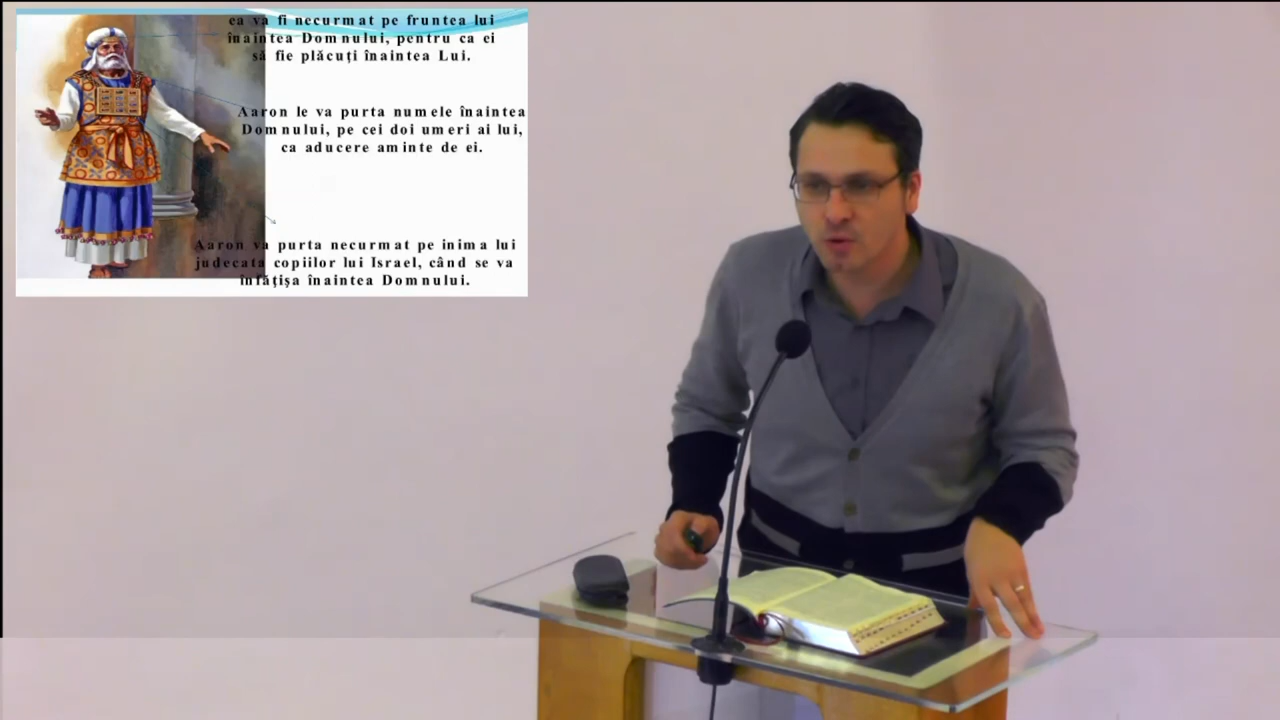 ea va fi necurmat pe fruntea lui
înaintea Domnului, pentru ca ei
să fie plăcuți înaintea Lui.
Aaron le va purta numele înaintea
Domnului, pe cei doi umeri ai lui,
ca aducere aminte de ei.
Aaron va purta necurmat pe inima lui
judecata copiilor lui Israel, când se va
înfățișa înaintea Domnului.